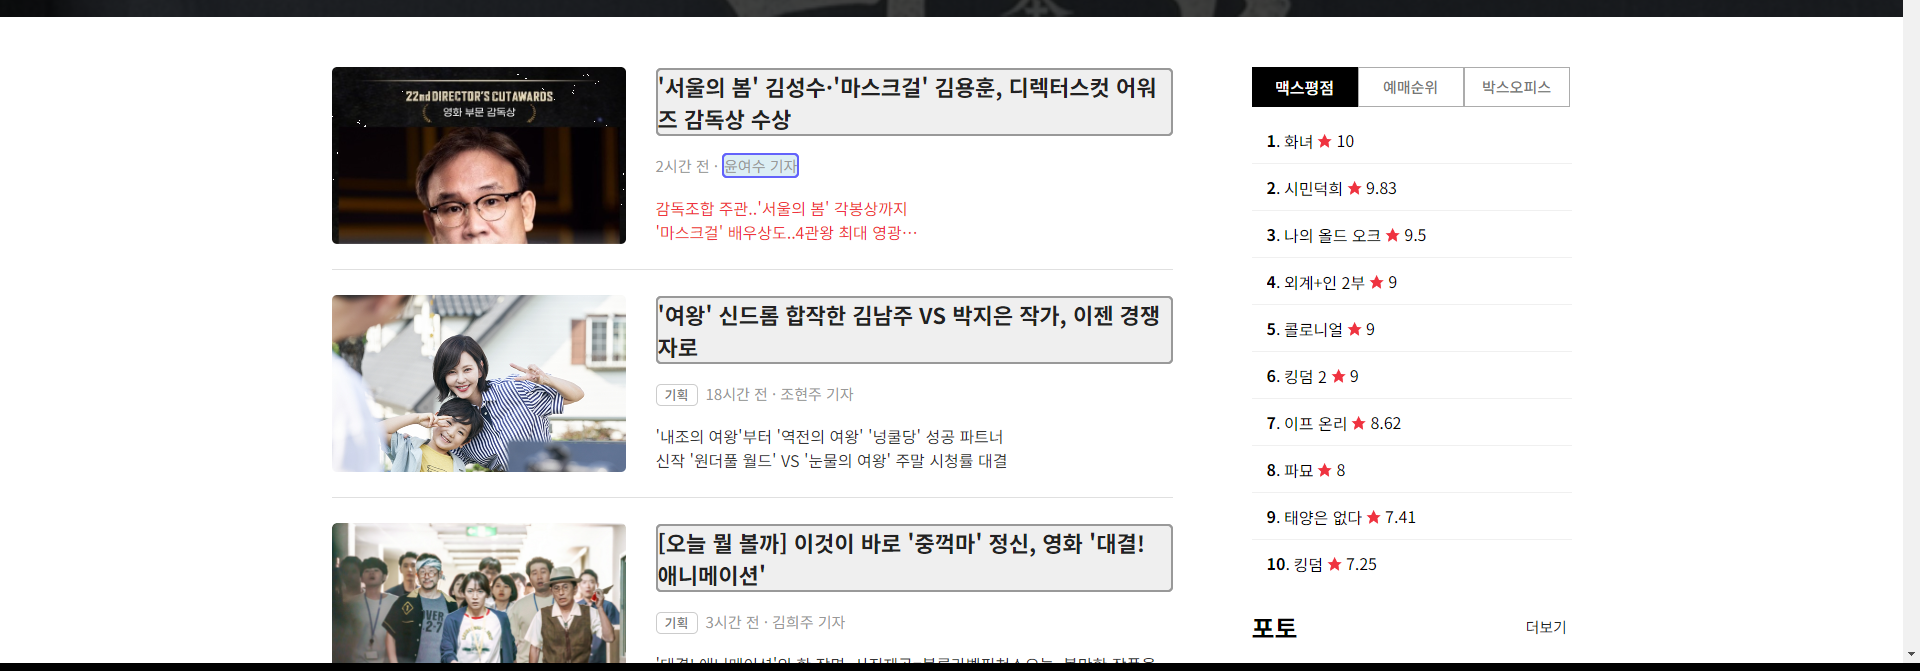 22nd DIRECTOR'S CUT AWARDS
영화 부문 감독상
'서울의 봄' 김성수·'마스크걸' 김용훈, 디렉터스컷 어워
즈 감독상 수상
2시간 전 · 윤여수 기자
감독조합 주관..'서울의 봄' 각봉상까지
'마스크걸' 배우상도..4관왕 최대 영광…
'여왕' 신드롬 합작한 김남주 VS 박지은 작가, 이젠 경쟁
자로
기획 18시간 전 · 조현주 기자
'내조의 여왕'부터 '역전의 여왕' '넝쿨당' 성공 파트너
신작 '원더풀 월드' VS '눈물의 여왕' 주말 시청률 대결
[오늘 뭘 볼까] 이것이 바로 '중꺽마' 정신, 영화 '대결!
애니메이션'
기획 3시간 전 · 김희주 기자
맥스평점 예매순위 박스오피스
1. 화녀 ★ 10
2. 시민덕희 ★ 9.83
3. 나의 올드 오크 ★ 9.5
4. 외계+인 2부 ★ 9
5. 콜로니얼 ★ 9
6. 킹덤 2 ★ 9
7. 이프 온리 ★ 8.62
8. 파묘 ★ 8
9. 태양은 없다 ★ 7.41
10. 킹덤 ★ 7.25
포토 더보기